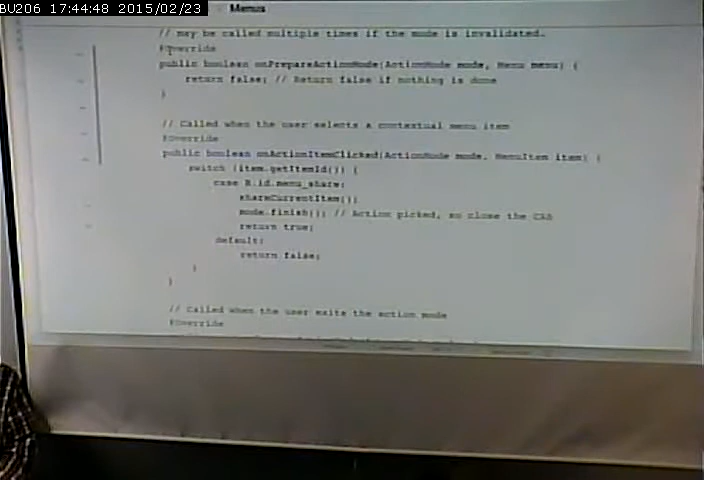 BU206 17:44:48 2015/02/23
Menus
// may be called multiple times if the mode is invalidated.
@Override
public boolean onPrepareActionMode(ActionMode mode, Menu menu) {
return false; // Return false if nothing is done
}
// Called when the user selects a contextual menu item
@Override
public boolean onActionItemClicked(ActionMode mode, MenuItem item) {
switch (item.getItemId()) {
case R.id.menu_share:
shareCurrentItem();
mode.finish(); // Action picked, so close the CAB
return true;
default:
return false;
}
}
// Called when the user exits the action mode
@Override